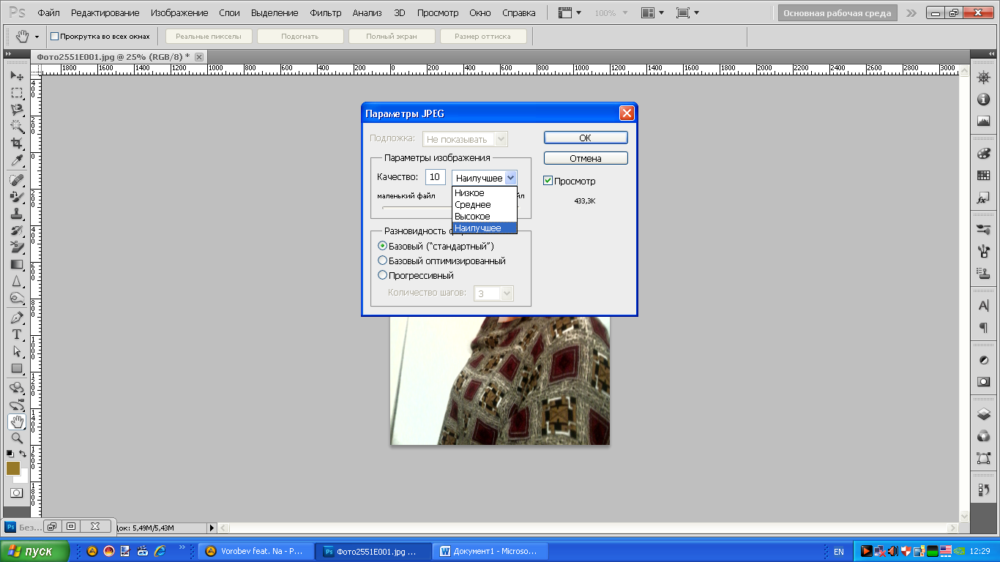 Ps Файл Редактирование Изображение Слои Выделение Фильтр Анализ 3D Просмотр Окно Справка 100% Основная рабочая среда
Прокрутка во всех окнах Реальные пикселы Подогнать Полный экран Размер оттиска
Фото2551E001.jpg @ 25% (RGB/8) *
1800 1600 1400 1200 1000 800 600 400 200 0 200 400 600 800 1000 1200 1400 1600 1800 2000 2200 2400 2600 2800 3000
Параметры JPEG
Подложка: Не показывать
OK
Параметры изображения
Отмена
Качество: 10 Наилучшее
Просмотр
маленький файл
433,3K
Низкое
Среднее
Высокое
Наилучшее
Разновидность
Базовый ("стандартный")
Базовый оптимизированный
Прогрессивный
Количество шагов: 3
Ps Без...
Док: 5,49M/5,43M
пуск
Vorobev feat. Na - P...
Фото2551E001.jpg ...
Документ1 - Microso...
EN
12:29